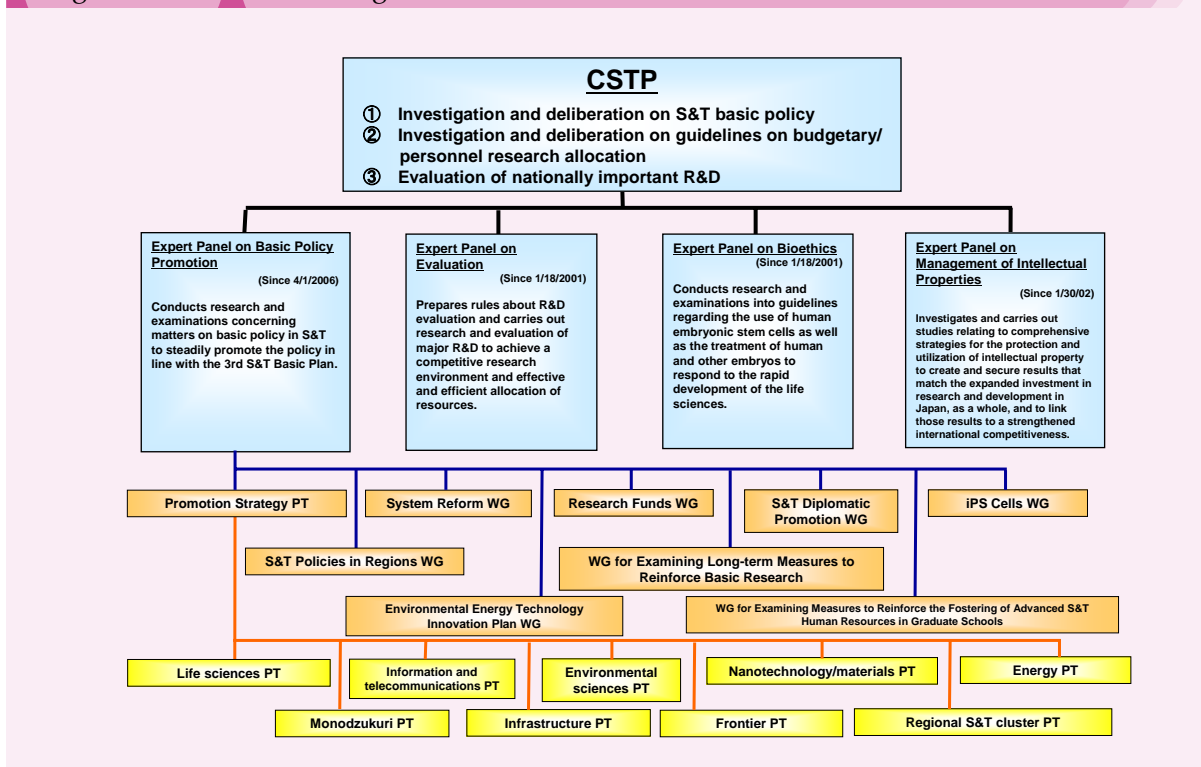 CSTP
① Investigation and deliberation on S&T basic policy
② Investigation and deliberation on guidelines on budgetary/
personnel research allocation
③ Evaluation of nationally important R&D
Expert Panel on Basic Policy
Promotion
(Since 4/1/2006)
Conducts research and
examinations concerning
matters on basic policy in S&T
to steadily promote the policy in
line with the 3rd S&T Basic Plan.
Expert Panel on
Evaluation
(Since 1/18/2001)
Prepares rules about R&D
evaluation and carries out
research and evaluation of
major R&D to achieve a
competitive research
environment and effective
and efficient allocation of
resources.
Expert Panel on Bioethics
(Since 1/18/2001)
Conducts research and
examinations into guidelines
regarding the use of human
embryonic stem cells as well
as the treatment of human
and other embryos to
respond to the rapid
development of the life
sciences.
Expert Panel on
Management of Intellectual
Properties
(Since 1/30/02)
Investigates and carries out
studies relating to comprehensive
strategies for the protection and
utilization of intellectual property
to create and secure results that
match the expanded investment in
research and development in
Japan, as a whole, and to link
those results to a strengthened
international competitiveness.
Promotion Strategy PT
System Reform WG
Research Funds WG
S&T Diplomatic
Promotion WG
iPS Cells WG
S&T Policies in Regions WG
WG for Examining Long-term Measures to
Reinforce Basic Research
Environmental Energy Technology
Innovation Plan WG
WG for Examining Measures to Reinforce the Fostering of Advanced S&T
Human Resources in Graduate Schools
Life sciences PT
Information and
telecommunications PT
Environmental
sciences PT
Nanotechnology/materials PT
Energy PT
Monodzukuri PT
Infrastructure PT
Frontier PT
Regional S&T cluster PT